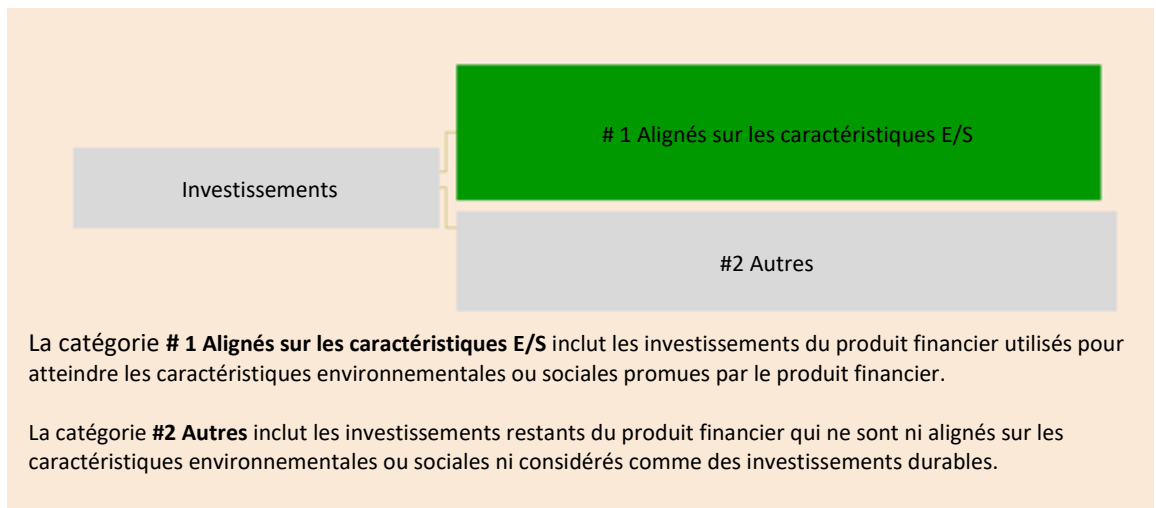 # 1 Alignés sur les caractéristiques E/S
Investissements
#2 Autres
La catégorie # 1 Alignés sur les caractéristiques E/S inclut les investissements du produit financier utilisés pour
atteindre les caractéristiques environnementales ou sociales promues par le produit financier.
La catégorie #2 Autres inclut les investissements restants du produit financier qui ne sont ni alignés sur les
caractéristiques environnementales ou sociales ni considérés comme des investissements durables.